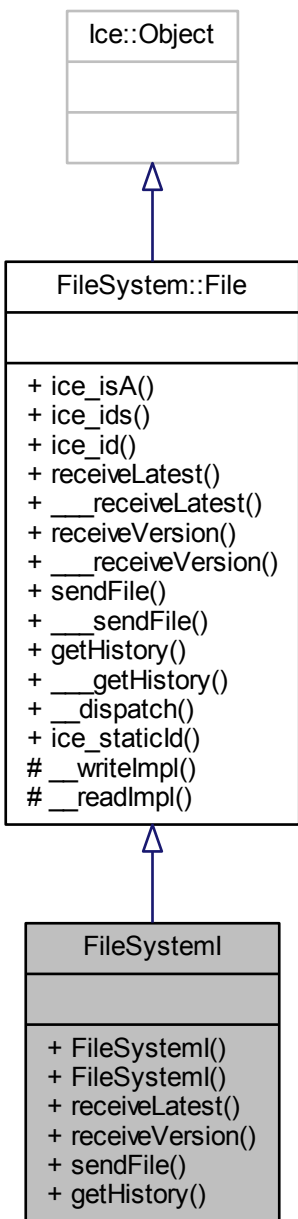 Ice::Object
FileSystem::File
+ ice_isA()
+ ice_ids()
+ ice_id()
+ receiveLatest()
+ ___receiveLatest()
+ receiveVersion()
+ ___receiveVersion()
+ sendFile()
+ ___sendFile()
+ getHistory()
+ ___getHistory()
+ __dispatch()
+ ice_staticId()
# __writeImpl()
# __readImpl()
FileSystemI
+ FileSystemI()
+ FileSystemI()
+ receiveLatest()
+ receiveVersion()
+ sendFile()
+ getHistory()